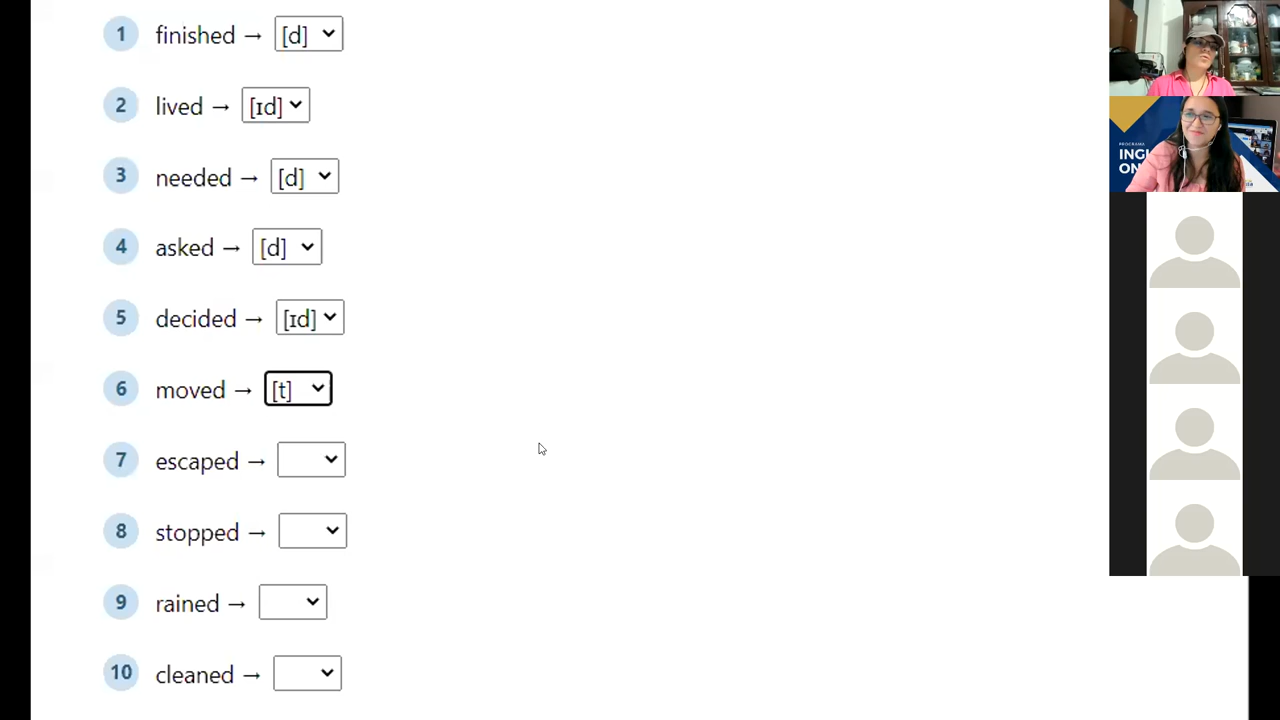 1 finished → [d]
2 lived → [ɪd]
3 needed → [d]
4 asked → [d]
5 decided → [ɪd]
6 moved → [t]
7 escaped →
8 stopped →
9 rained →
10 cleaned →
PROGRAMA
INGL
ON